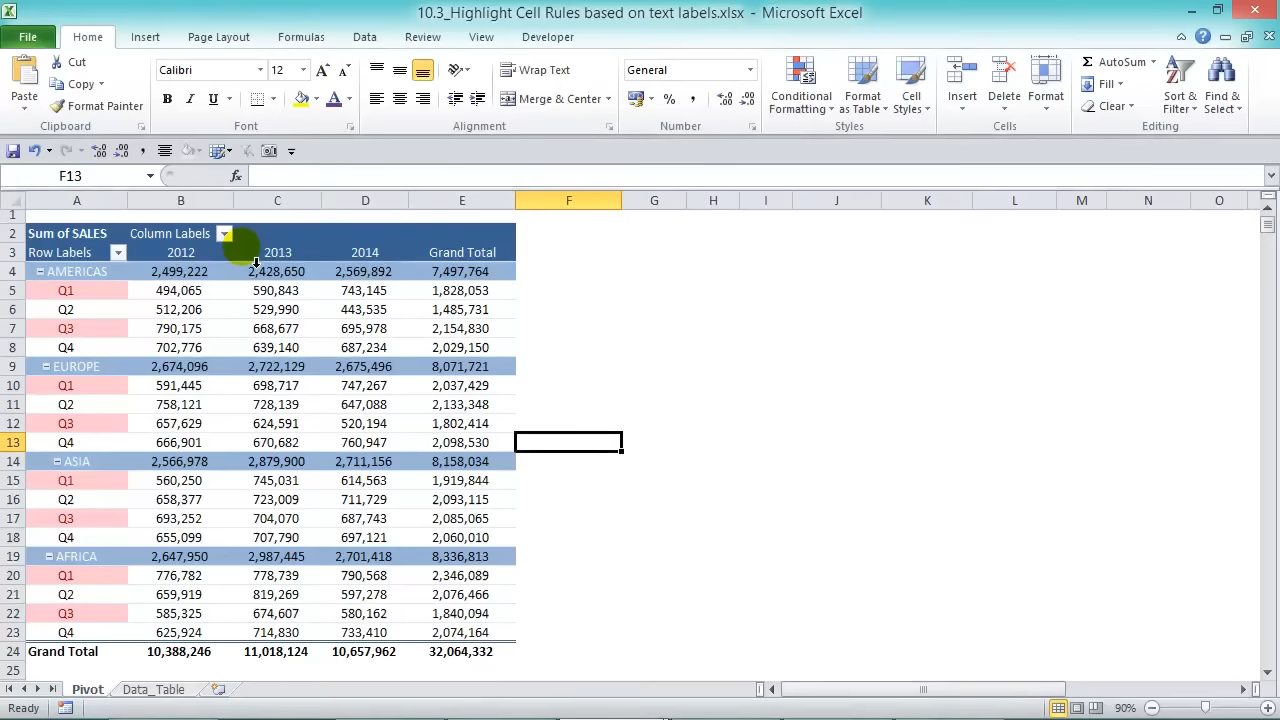 10.3_Highlight Cell Rules based on text labels.xlsx - Microsoft Excel
File Home Insert Page Layout Formulas Data Review View Developer
Paste Cut Copy Format Painter Clipboard
Calibri 12 B I U Font
Wrap Text Merge & Center Alignment
General % , Number
Conditional Formatting Format as Table Cell Styles Styles
Insert Delete Format Cells
Σ AutoSum Fill Clear Sort & Filter Find & Select Editing
F13 fx
A B C D E F G H I J K L M N O
1
2 Sum of SALES Column Labels
3 Row Labels 2012 2013 2014 Grand Total
4 AMERICAS 2,499,222 2,428,650 2,569,892 7,497,764
5 Q1 494,065 590,843 743,145 1,828,053
6 Q2 512,206 529,990 443,535 1,485,731
7 Q3 790,175 668,677 695,978 2,154,830
8 Q4 702,776 639,140 687,234 2,029,150
9 EUROPE 2,674,096 2,722,129 2,675,496 8,071,721
10 Q1 591,445 698,717 747,267 2,037,429
11 Q2 758,121 728,139 647,088 2,133,348
12 Q3 657,629 624,591 520,194 1,802,414
13 Q4 666,901 670,682 760,947 2,098,530
14 ASIA 2,566,978 2,879,900 2,711,156 8,158,034
15 Q1 560,250 745,031 614,563 1,919,844
16 Q2 658,377 723,009 711,729 2,093,115
17 Q3 693,252 704,070 687,743 2,085,065
18 Q4 655,099 707,790 697,121 2,060,010
19 AFRICA 2,647,950 2,987,445 2,701,418 8,336,813
20 Q1 776,782 778,739 790,568 2,346,089
21 Q2 659,919 819,269 597,278 2,076,466
22 Q3 585,325 674,607 580,162 1,840,094
23 Q4 625,924 714,830 733,410 2,074,164
24 Grand Total 10,388,246 11,018,124 10,657,962 32,064,332
25
Pivot Data_Table
Ready 90%